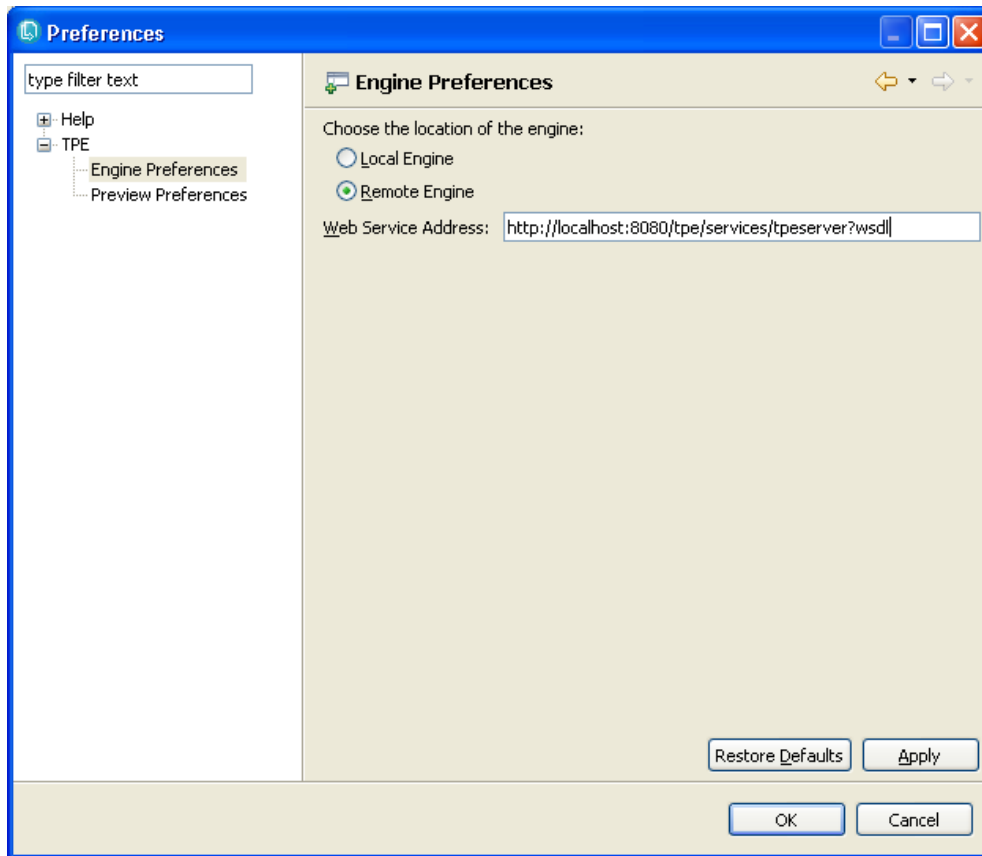 Preferences
type filter text
Help
TPE
Engine Preferences
Preview Preferences
Engine Preferences
Choose the location of the engine:
Local Engine
Remote Engine
Web Service Address: http://localhost:8080/tpe/services/tpeserver?wsdl
Restore Defaults Apply
OK Cancel